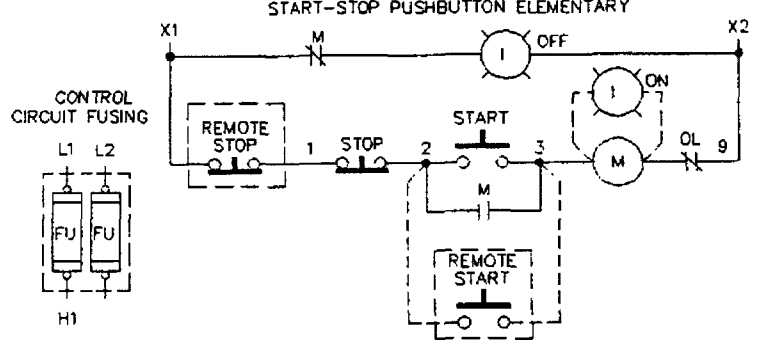 START-STOP PUSHBUTTON ELEMENTARY
X1
X2
M
I
OFF
I
ON
CONTROL
CIRCUIT FUSING
L1 L2
FU FU
H1
REMOTE
STOP
1
STOP
2
START
3
M
OL
9
M
REMOTE
START